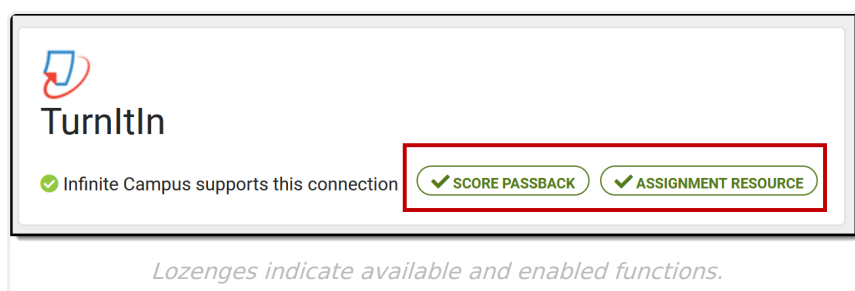 TurnItIn
Infinite Campus supports this connection SCORE PASSBACK ASSIGNMENT RESOURCE
Lozenges indicate available and enabled functions.